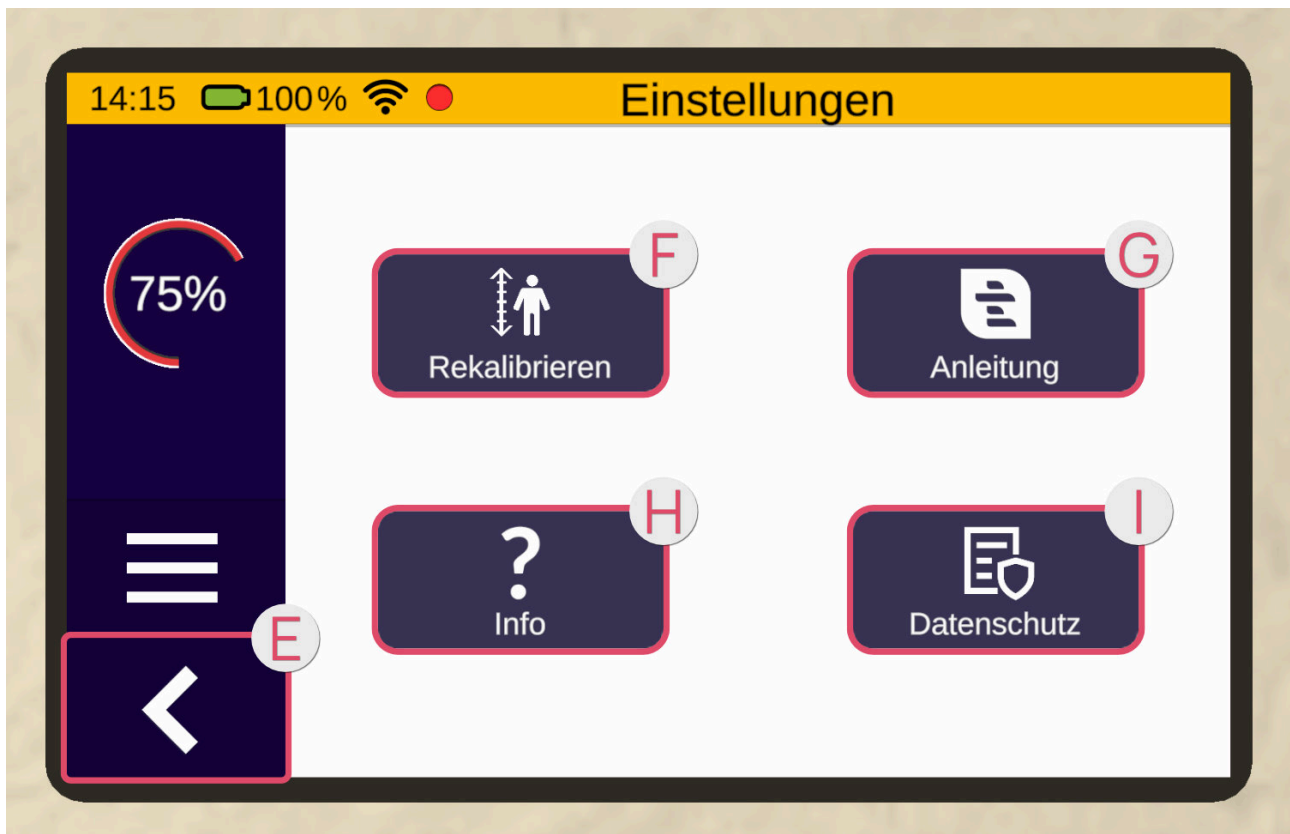 14:15 100% Einstellungen
75%
F
Rekalibrieren
G
Anleitung
H
Info
I
Datenschutz
E